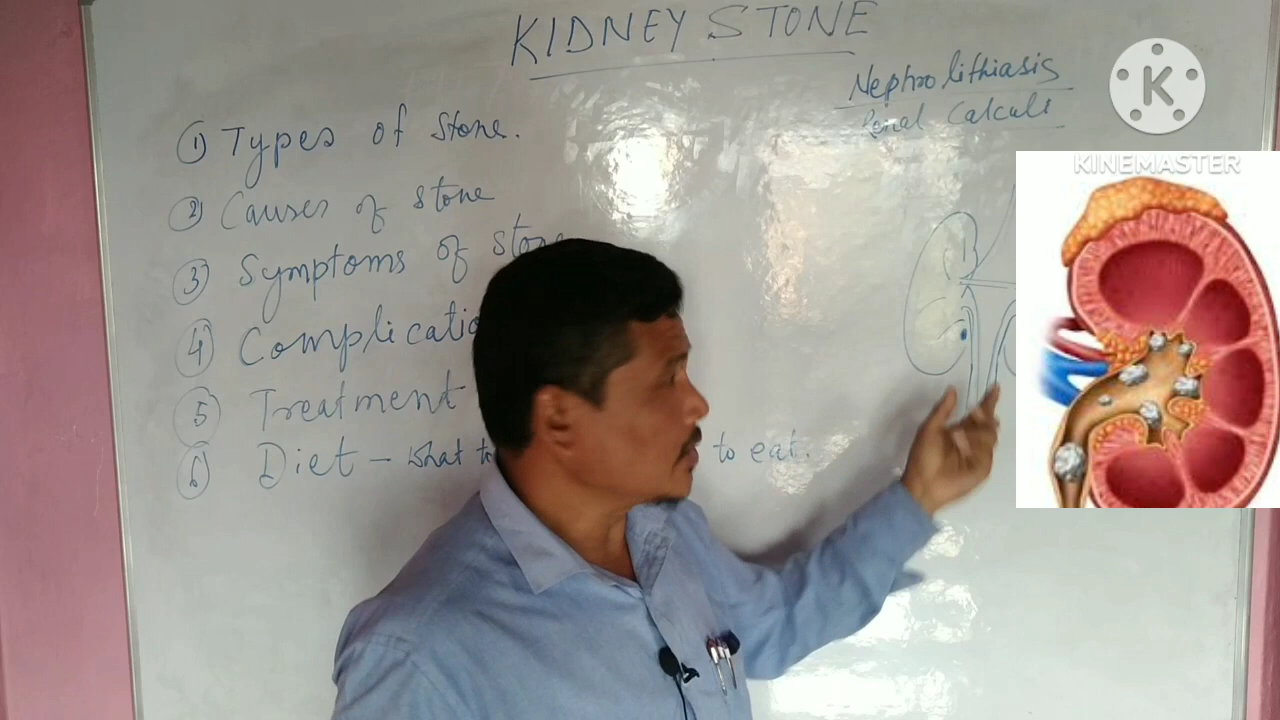 KIDNEY STONE
Nephrolithiasis
Renal Calculi
① Types of Stone.
② Causes of stone
③ Symptoms of stone
④ Complicatio
⑤ Treatment
⑥ Diet - what to to eat.
K
KINEMASTER